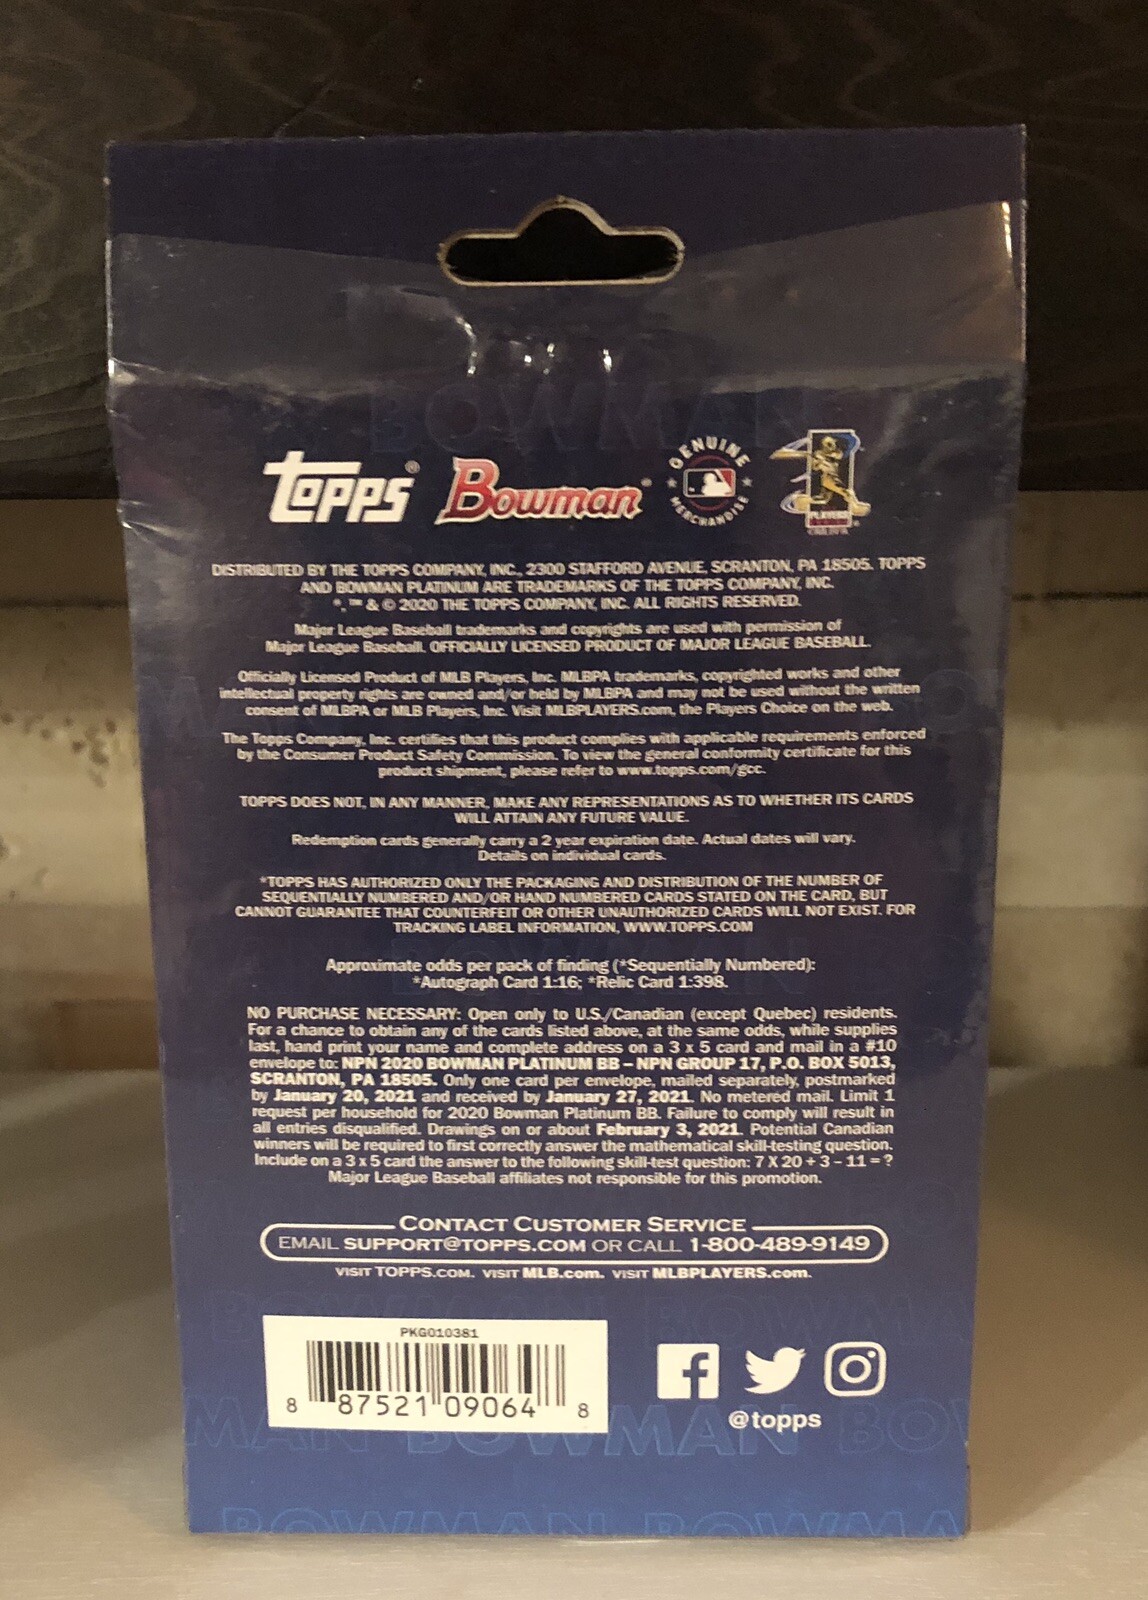 BOWMAN
Topps® Bowman® GENUINE MERCHANDISE PLAYERS CHOICE
DISTRIBUTED BY THE TOPPS COMPANY, INC., 2300 STAFFORD AVENUE, SCRANTON, PA 18505. TOPPS
AND BOWMAN PLATINUM ARE TRADEMARKS OF THE TOPPS COMPANY, INC.
®, ™ & © 2020 THE TOPPS COMPANY, INC. ALL RIGHTS RESERVED.
Major League Baseball trademarks and copyrights are used with permission of
Major League Baseball. OFFICIALLY LICENSED PRODUCT OF MAJOR LEAGUE BASEBALL.
Officially Licensed Product of MLB Players, Inc. MLBPA trademarks, copyrighted works and other
intellectual property rights are owned and/or held by MLBPA and may not be used without the written
consent of MLBPA or MLB Players, Inc. Visit MLBPLAYERS.com, the Players Choice on the web.
The Topps Company, Inc. certifies that this product complies with applicable requirements enforced
by the Consumer Product Safety Commission. To view the general conformity certificate for this
product shipment, please refer to www.topps.com/gcc.
TOPPS DOES NOT, IN ANY MANNER, MAKE ANY REPRESENTATIONS AS TO WHETHER ITS CARDS
WILL ATTAIN ANY FUTURE VALUE.
Redemption cards generally carry a 2 year expiration date. Actual dates will vary.
Details on individual cards.
*TOPPS HAS AUTHORIZED ONLY THE PACKAGING AND DISTRIBUTION OF THE NUMBER OF
SEQUENTIALLY NUMBERED AND/OR HAND NUMBERED CARDS STATED ON THE CARD, BUT
CANNOT GUARANTEE THAT COUNTERFEIT OR OTHER UNAUTHORIZED CARDS WILL NOT EXIST. FOR
TRACKING LABEL INFORMATION, WWW.TOPPS.COM
Approximate odds per pack of finding (*Sequentially Numbered):
*Autograph Card 1:16; *Relic Card 1:398.
NO PURCHASE NECESSARY: Open only to U.S./Canadian (except Quebec) residents.
For a chance to obtain any of the cards listed above, at the same odds, while supplies
last, hand print your name and complete address on a 3 x 5 card and mail in a #10
envelope to: NPN 2020 BOWMAN PLATINUM BB – NPN GROUP 17, P.O. BOX 5013,
SCRANTON, PA 18505. Only one card per envelope, mailed separately, postmarked
by January 20, 2021 and received by January 27, 2021. No metered mail. Limit 1
request per household for 2020 Bowman Platinum BB. Failure to comply will result in
all entries disqualified. Drawings on or about February 3, 2021. Potential Canadian
winners will be required to first correctly answer the mathematical skill-testing question.
Include on a 3 x 5 card the answer to the following skill-test question: 7 X 20 + 3 – 11 = ?
Major League Baseball affiliates not responsible for this promotion.
CONTACT CUSTOMER SERVICE
EMAIL SUPPORT@TOPPS.COM OR CALL 1-800-489-9149
VISIT TOPPS.COM. VISIT MLB.com. VISIT MLBPLAYERS.com.
PKG010381
8 87521 09064 8
@topps
MAN BOWMAN BOW
BOWMAN BOWMA